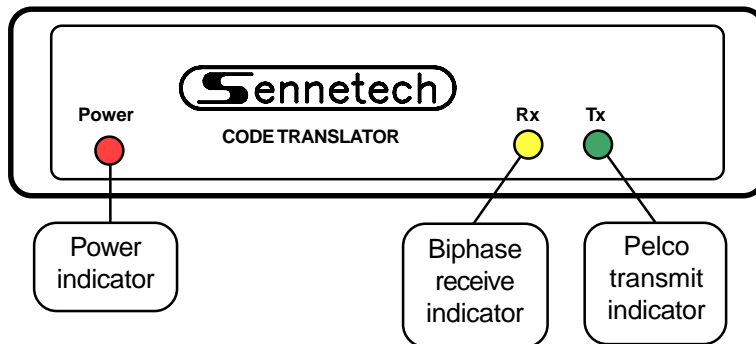 Sennetech
Power
CODE TRANSLATOR
Rx
Tx
Power
indicator
Biphase
receive
indicator
Pelco
transmit
indicator